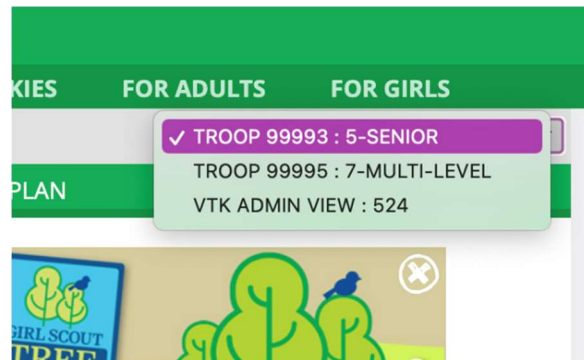 KIES FOR ADULTS FOR GIRLS
✓ TROOP 99993 : 5-SENIOR
TROOP 99995 : 7-MULTI-LEVEL
PLAN
VTK ADMIN VIEW : 524
GIRL SCOUT
TREE